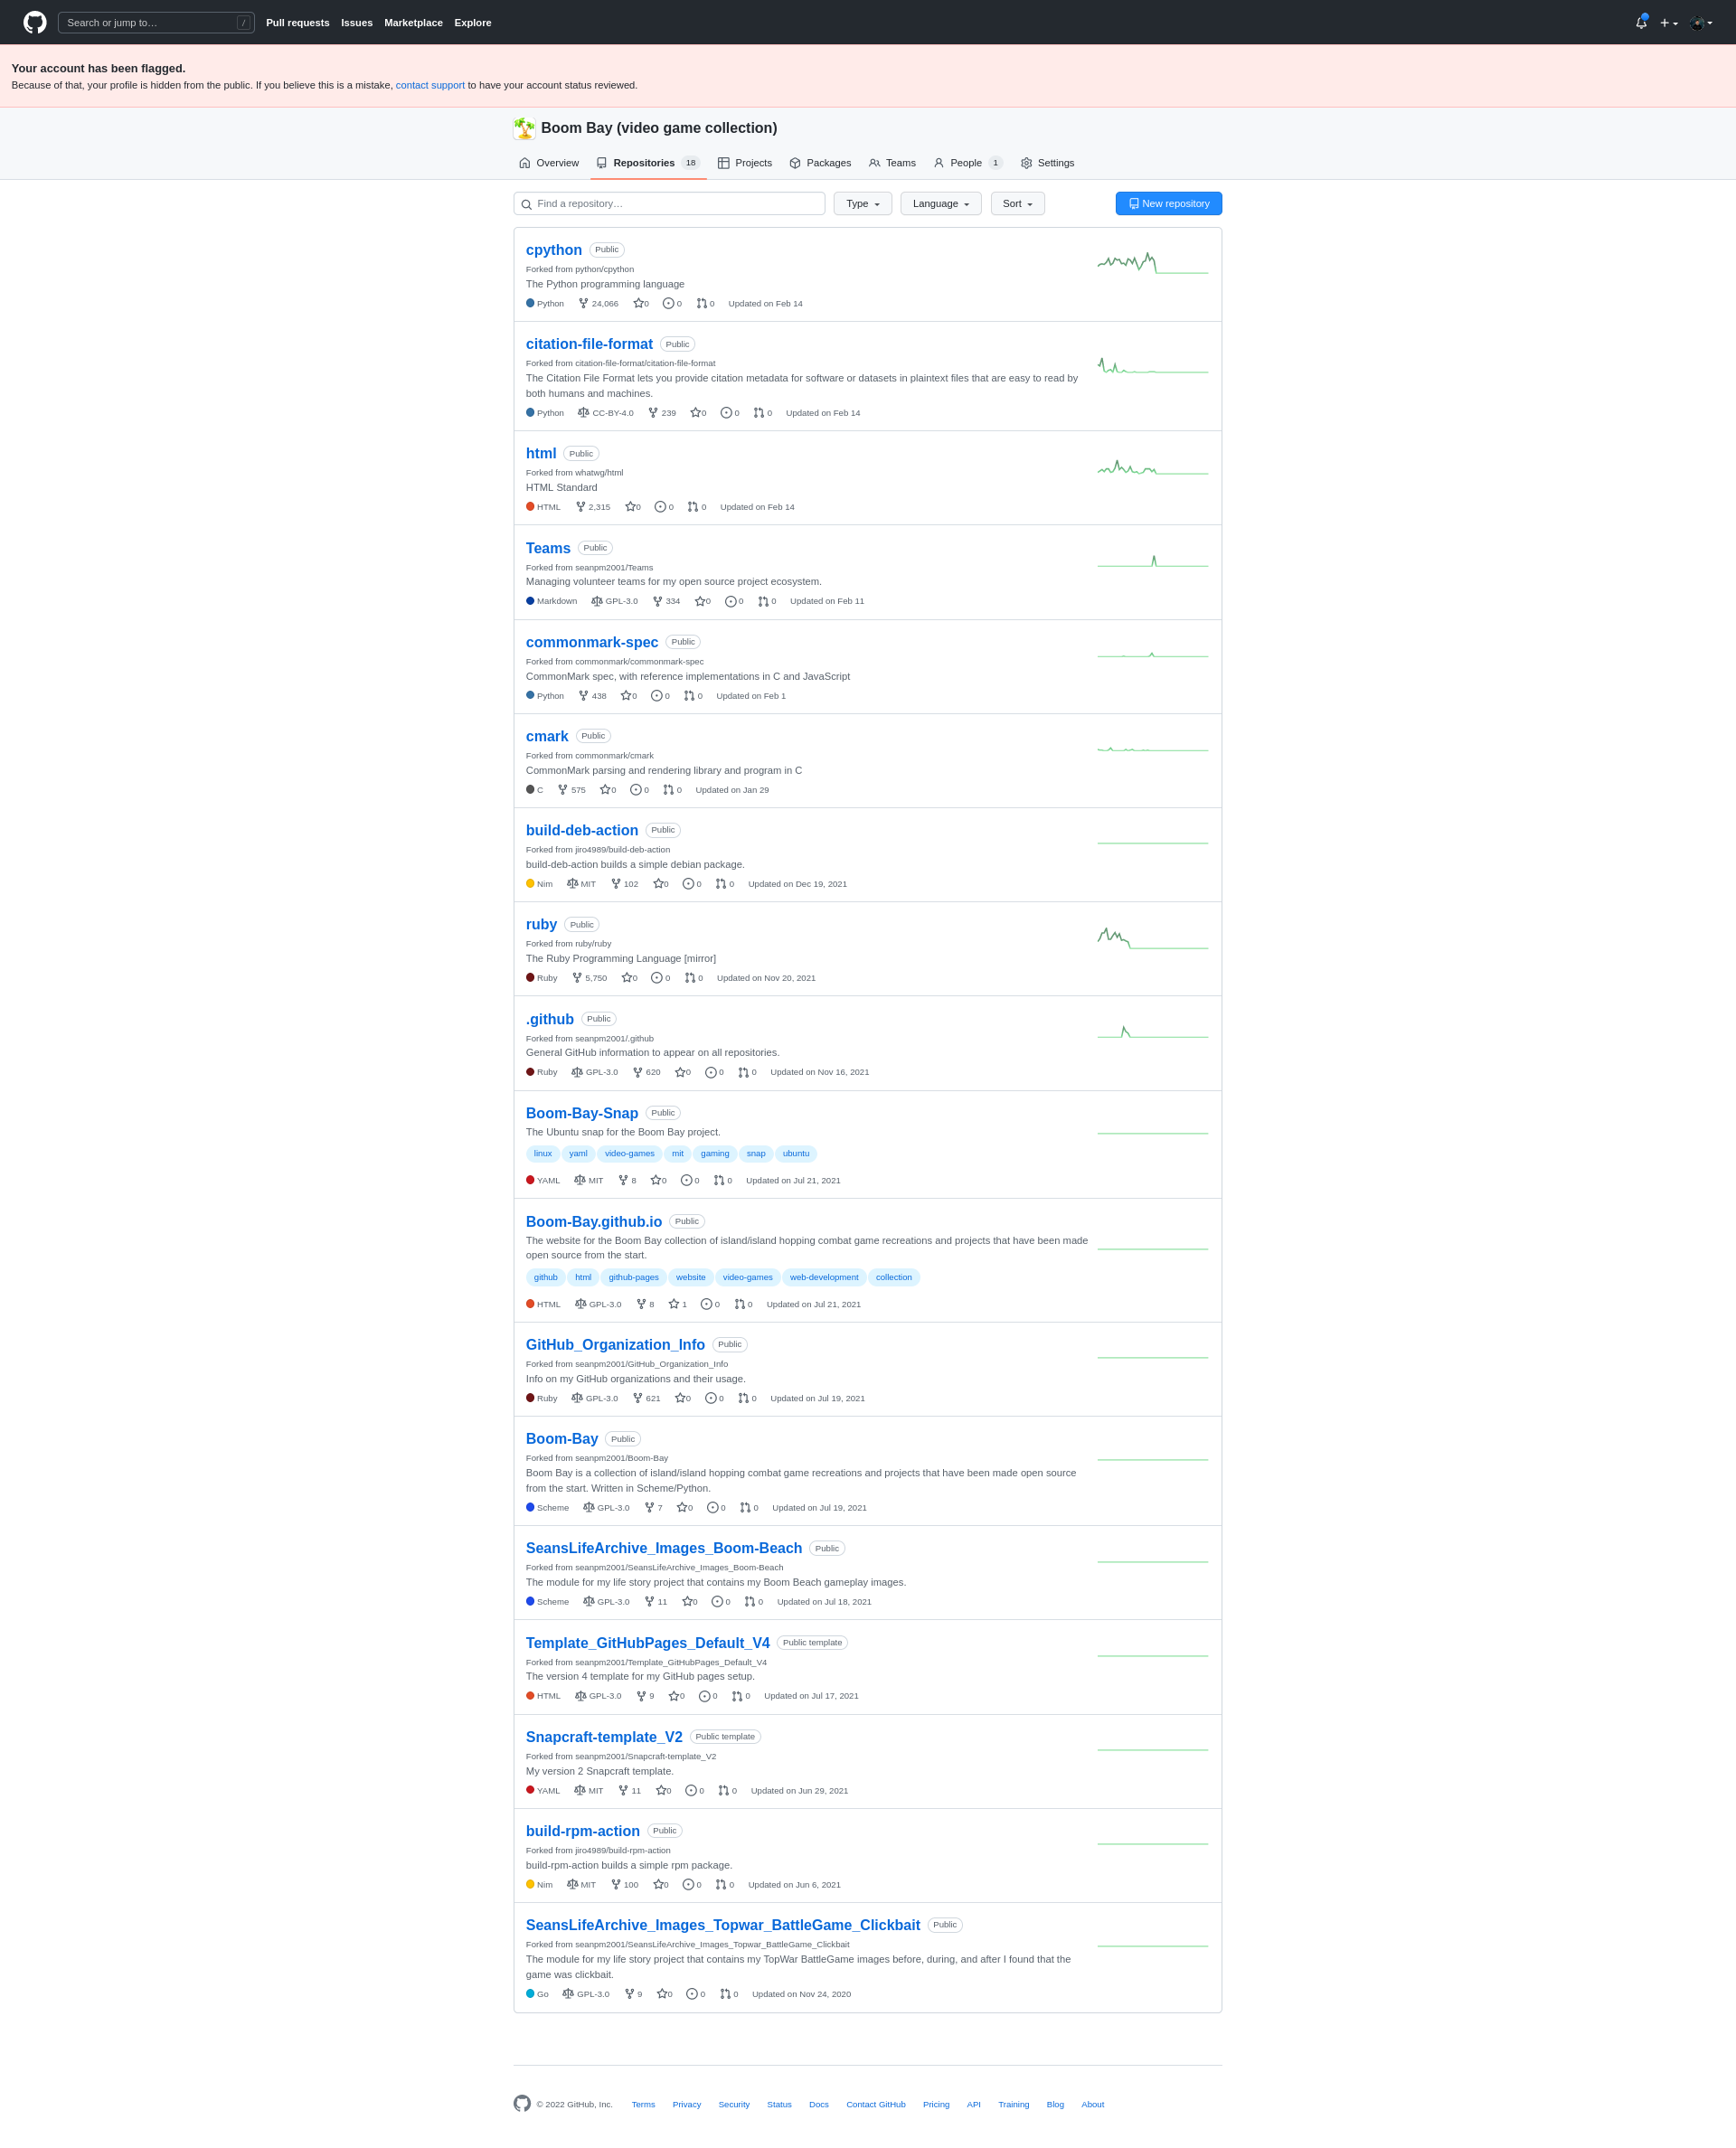 Search or jump to… /
Pull requests Issues Marketplace Explore
Your account has been flagged.
Because of that, your profile is hidden from the public. If you believe this is a mistake, contact support to have your account status reviewed.
Boom Bay (video game collection)
Overview Repositories 18 Projects Packages Teams People 1 Settings
Find a repository… Type Language Sort New repository
cpython Public
Forked from python/cpython
The Python programming language
Python 24,066 0 0 0 Updated on Feb 14
citation-file-format Public
Forked from citation-file-format/citation-file-format
The Citation File Format lets you provide citation metadata for software or datasets in plaintext files that are easy to read by
both humans and machines.
Python CC-BY-4.0 239 0 0 0 Updated on Feb 14
html Public
Forked from whatwg/html
HTML Standard
HTML 2,315 0 0 0 Updated on Feb 14
Teams Public
Forked from seanpm2001/Teams
Managing volunteer teams for my open source project ecosystem.
Markdown GPL-3.0 334 0 0 0 Updated on Feb 11
commonmark-spec Public
Forked from commonmark/commonmark-spec
CommonMark spec, with reference implementations in C and JavaScript
Python 438 0 0 0 Updated on Feb 1
cmark Public
Forked from commonmark/cmark
CommonMark parsing and rendering library and program in C
C 575 0 0 0 Updated on Jan 29
build-deb-action Public
Forked from jiro4989/build-deb-action
build-deb-action builds a simple debian package.
Nim MIT 102 0 0 0 Updated on Dec 19, 2021
ruby Public
Forked from ruby/ruby
The Ruby Programming Language [mirror]
Ruby 5,750 0 0 0 Updated on Nov 20, 2021
.github Public
Forked from seanpm2001/.github
General GitHub information to appear on all repositories.
Ruby GPL-3.0 620 0 0 0 Updated on Nov 16, 2021
Boom-Bay-Snap Public
The Ubuntu snap for the Boom Bay project.
linux yaml video-games mit gaming snap ubuntu
YAML MIT 8 0 0 0 Updated on Jul 21, 2021
Boom-Bay.github.io Public
The website for the Boom Bay collection of island/island hopping combat game recreations and projects that have been made
open source from the start.
github html github-pages website video-games web-development collection
HTML GPL-3.0 8 1 0 0 Updated on Jul 21, 2021
GitHub_Organization_Info Public
Forked from seanpm2001/GitHub_Organization_Info
Info on my GitHub organizations and their usage.
Ruby GPL-3.0 621 0 0 0 Updated on Jul 19, 2021
Boom-Bay Public
Forked from seanpm2001/Boom-Bay
Boom Bay is a collection of island/island hopping combat game recreations and projects that have been made open source
from the start. Written in Scheme/Python.
Scheme GPL-3.0 7 0 0 0 Updated on Jul 19, 2021
SeansLifeArchive_Images_Boom-Beach Public
Forked from seanpm2001/SeansLifeArchive_Images_Boom-Beach
The module for my life story project that contains my Boom Beach gameplay images.
Scheme GPL-3.0 11 0 0 0 Updated on Jul 18, 2021
Template_GitHubPages_Default_V4 Public template
Forked from seanpm2001/Template_GitHubPages_Default_V4
The version 4 template for my GitHub pages setup.
HTML GPL-3.0 9 0 0 0 Updated on Jul 17, 2021
Snapcraft-template_V2 Public template
Forked from seanpm2001/Snapcraft-template_V2
My version 2 Snapcraft template.
YAML MIT 11 0 0 0 Updated on Jun 29, 2021
build-rpm-action Public
Forked from jiro4989/build-rpm-action
build-rpm-action builds a simple rpm package.
Nim MIT 100 0 0 0 Updated on Jun 6, 2021
SeansLifeArchive_Images_Topwar_BattleGame_Clickbait Public
Forked from seanpm2001/SeansLifeArchive_Images_Topwar_BattleGame_Clickbait
The module for my life story project that contains my TopWar BattleGame images before, during, and after I found that the
game was clickbait.
Go GPL-3.0 9 0 0 0 Updated on Nov 24, 2020
© 2022 GitHub, Inc. Terms Privacy Security Status Docs Contact GitHub Pricing API Training Blog About